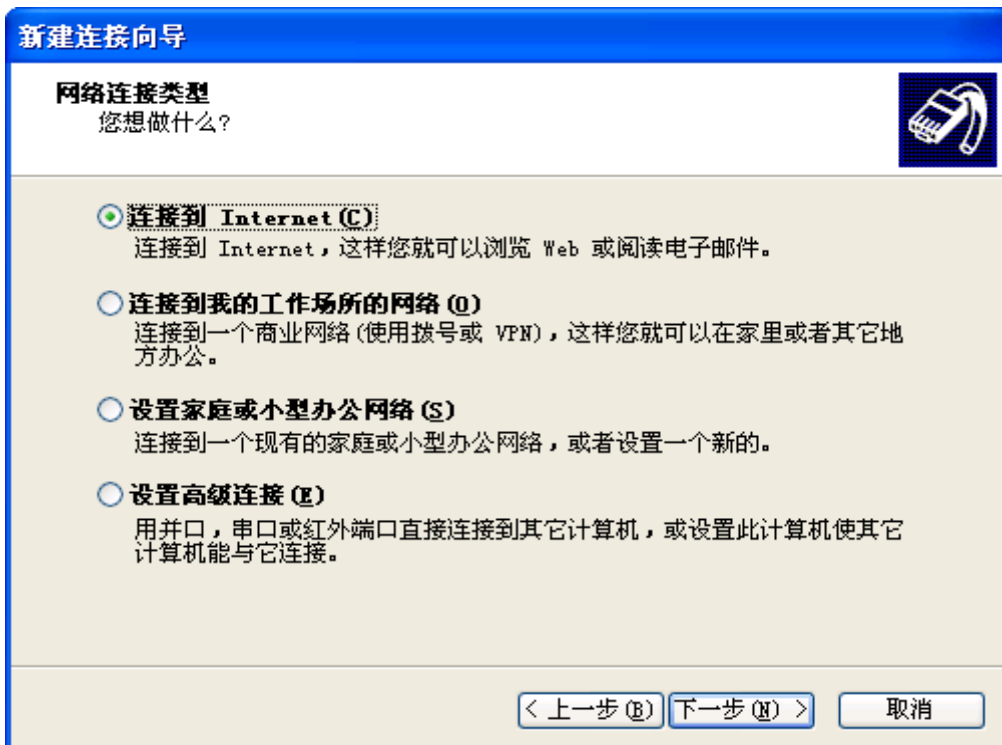 新建连接向导
网络连接类型
您想做什么?
连接到 Internet(C)
连接到 Internet，这样您就可以浏览 Web 或阅读电子邮件。
连接到我的工作场所的网络(O)
连接到一个商业网络(使用拨号或 VPN)，这样您就可以在家里或者其它地
方办公。
设置家庭或小型办公网络(S)
连接到一个现有的家庭或小型办公网络，或者设置一个新的。
设置高级连接(E)
用并口，串口或红外端口直接连接到其它计算机，或设置此计算机使其它
计算机能与它连接。
< 上一步(B) 下一步(N) > 取消